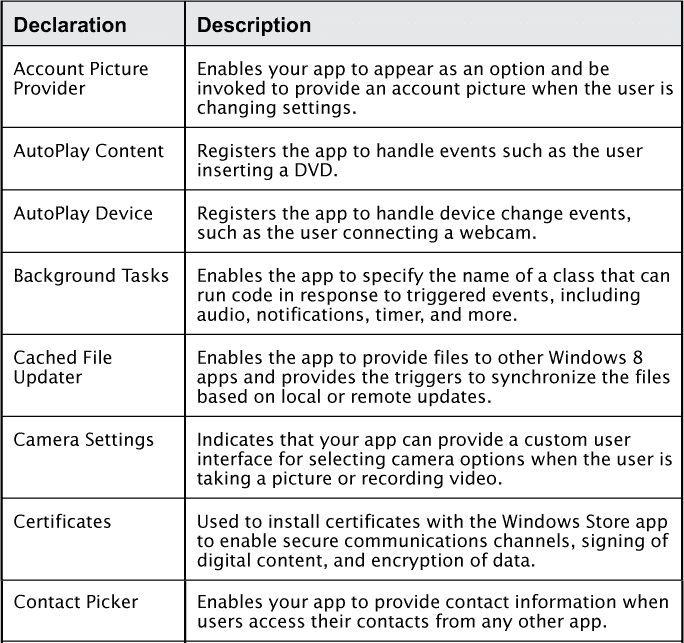 Declaration Description
Account Picture Provider
Enables your app to appear as an option and be
invoked to provide an account picture when the user is
changing settings.
AutoPlay Content
Registers the app to handle events such as the user
inserting a DVD.
AutoPlay Device
Registers the app to handle device change events,
such as the user connecting a webcam.
Background Tasks
Enables the app to specify the name of a class that can
run code in response to triggered events, including
audio, notifications, timer, and more.
Cached File
Updater
Enables the app to provide files to other Windows 8
apps and provides the triggers to synchronize the files
based on local or remote updates.
Camera Settings
Indicates that your app can provide a custom user
interface for selecting camera options when the user is
taking a picture or recording video.
Certificates
Used to install certificates with the Windows Store app
to enable secure communications channels, signing of
digital content, and encryption of data.
Contact Picker
Enables your app to provide contact information when
users access their contacts from any other app.